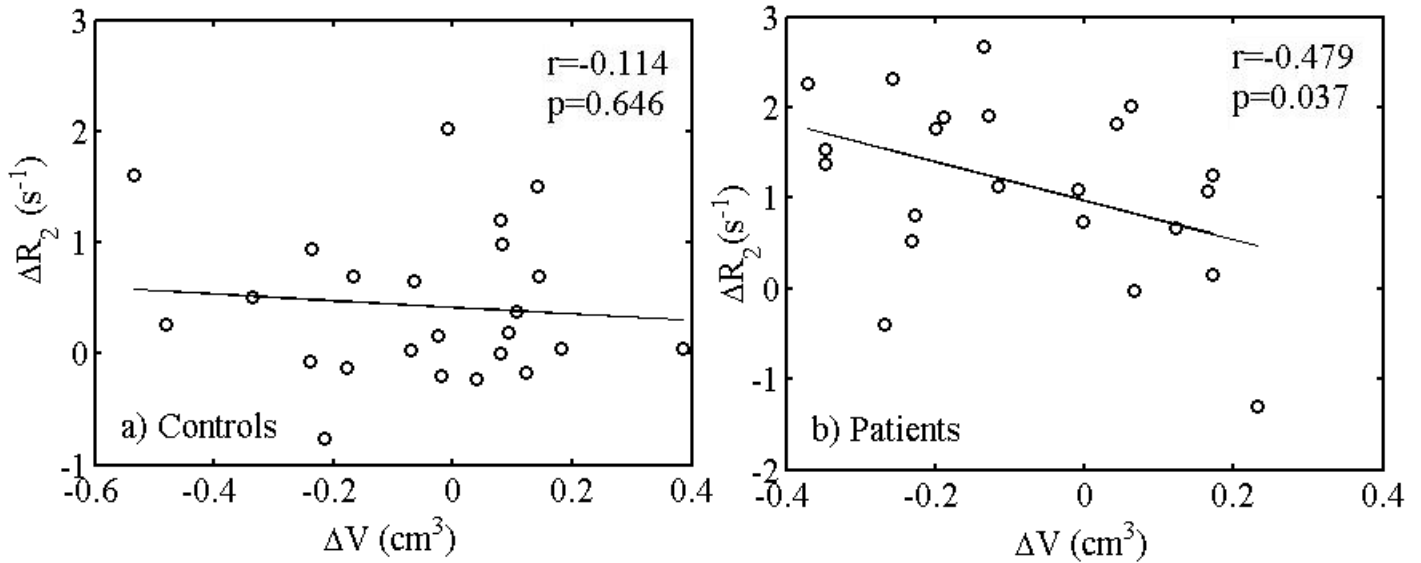 3
2
1
0
-1
ΔR₂ (s⁻¹)
r=-0.114
p=0.646
a) Controls
-0.6 -0.4 -0.2 0 0.2 0.4
ΔV (cm³)
3
2
1
0
-1
-2
ΔR₂ (s⁻¹)
r=-0.479
p=0.037
b) Patients
-0.4 -0.2 0 0.2 0.4
ΔV (cm³)